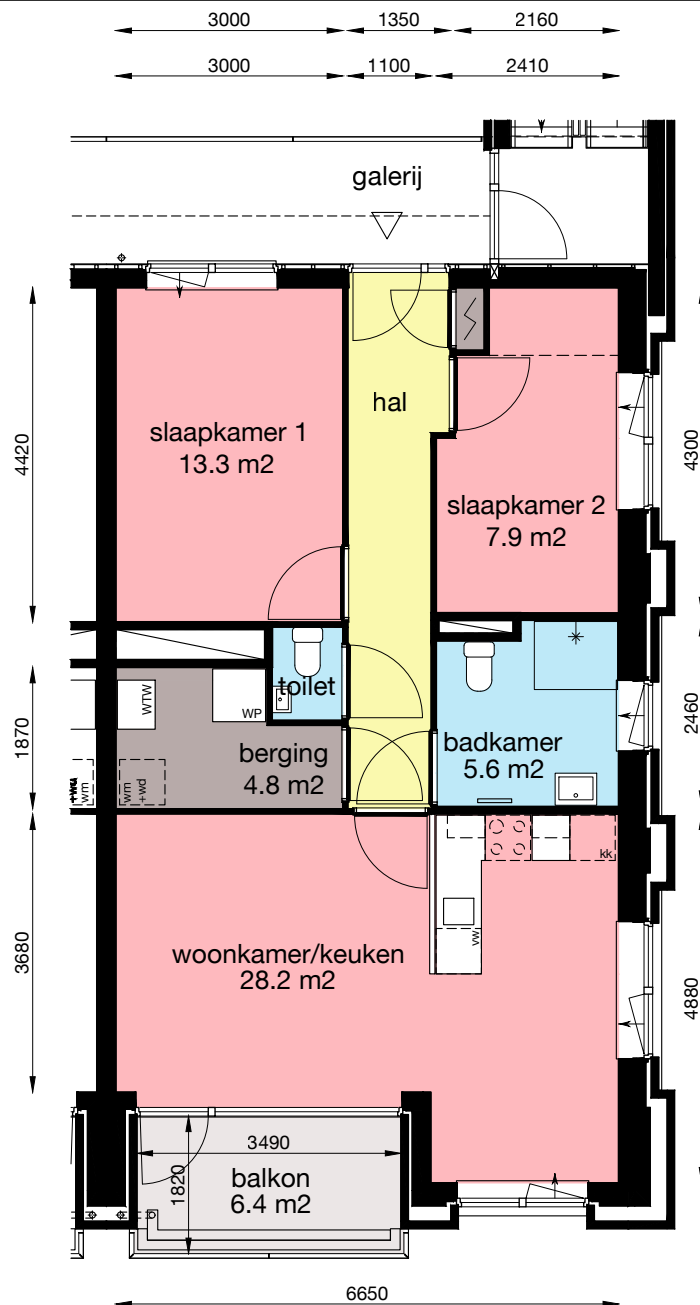 3000 1350 2160
3000 1100 2410
galerij
hal
slaapkamer 1
13.3 m2
4420
4300
slaapkamer 2
7.9 m2
toilet
WTW
WP
1870
2460
berging
4.8 m2
badkamer
5.6 m2
wm
+wd
wm
kk
vw
3680
woonkamer/keuken
28.2 m2
4880
3490
1820
balkon
6.4 m2
6650